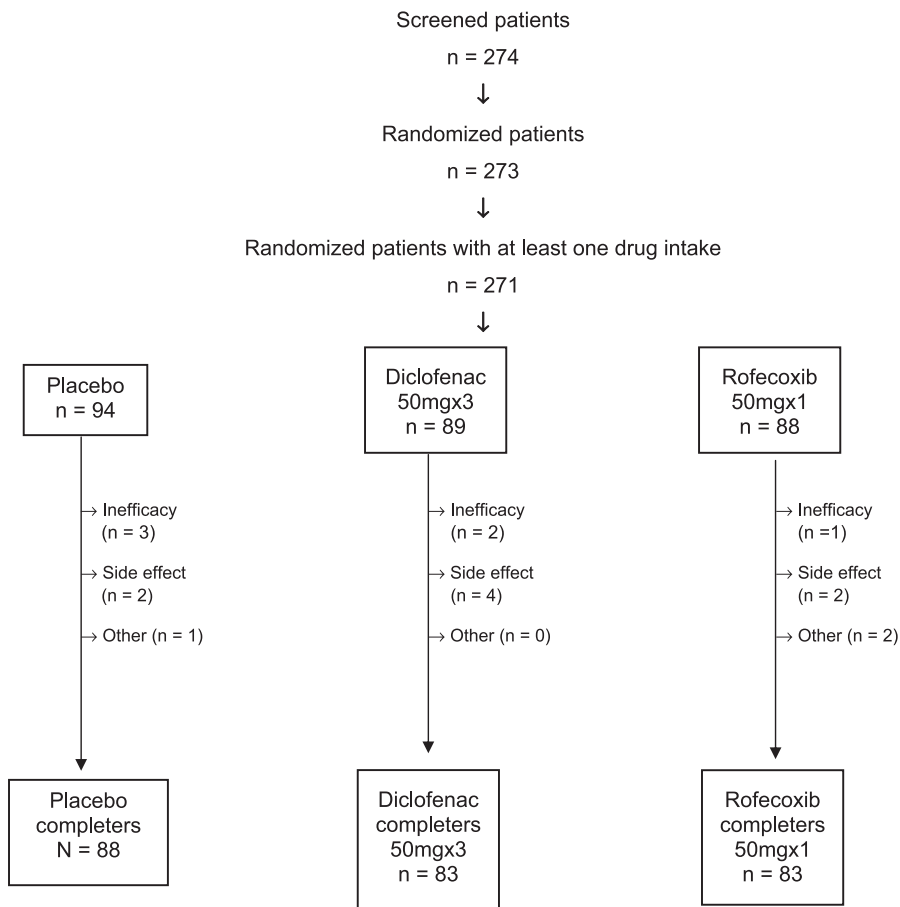 Screened patients
n = 274
Randomized patients
n = 273
Randomized patients with at least one drug intake
n = 271
Placebo
n = 94
Diclofenac
50mgx3
n = 89
Rofecoxib
50mgx1
n = 88
Inefficacy
(n = 3)
Side effect
(n = 2)
Other (n = 1)
Inefficacy
(n = 2)
Side effect
(n = 4)
Other (n = 0)
Inefficacy
(n =1)
Side effect
(n = 2)
Other (n = 2)
Placebo
completers
N = 88
Diclofenac
completers
50mgx3
n = 83
Rofecoxib
completers
50mgx1
n = 83